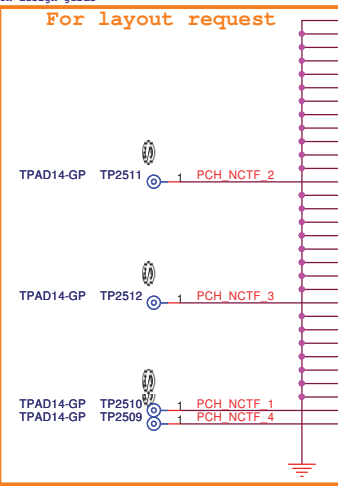 For layout request
TPAD14-GP TP2511 1 PCH_NCTF_2
TPAD14-GP TP2512 1 PCH_NCTF_3
TPAD14-GP TP2510 1 PCH_NCTF_1
TPAD14-GP TP2509 1 PCH_NCTF_4